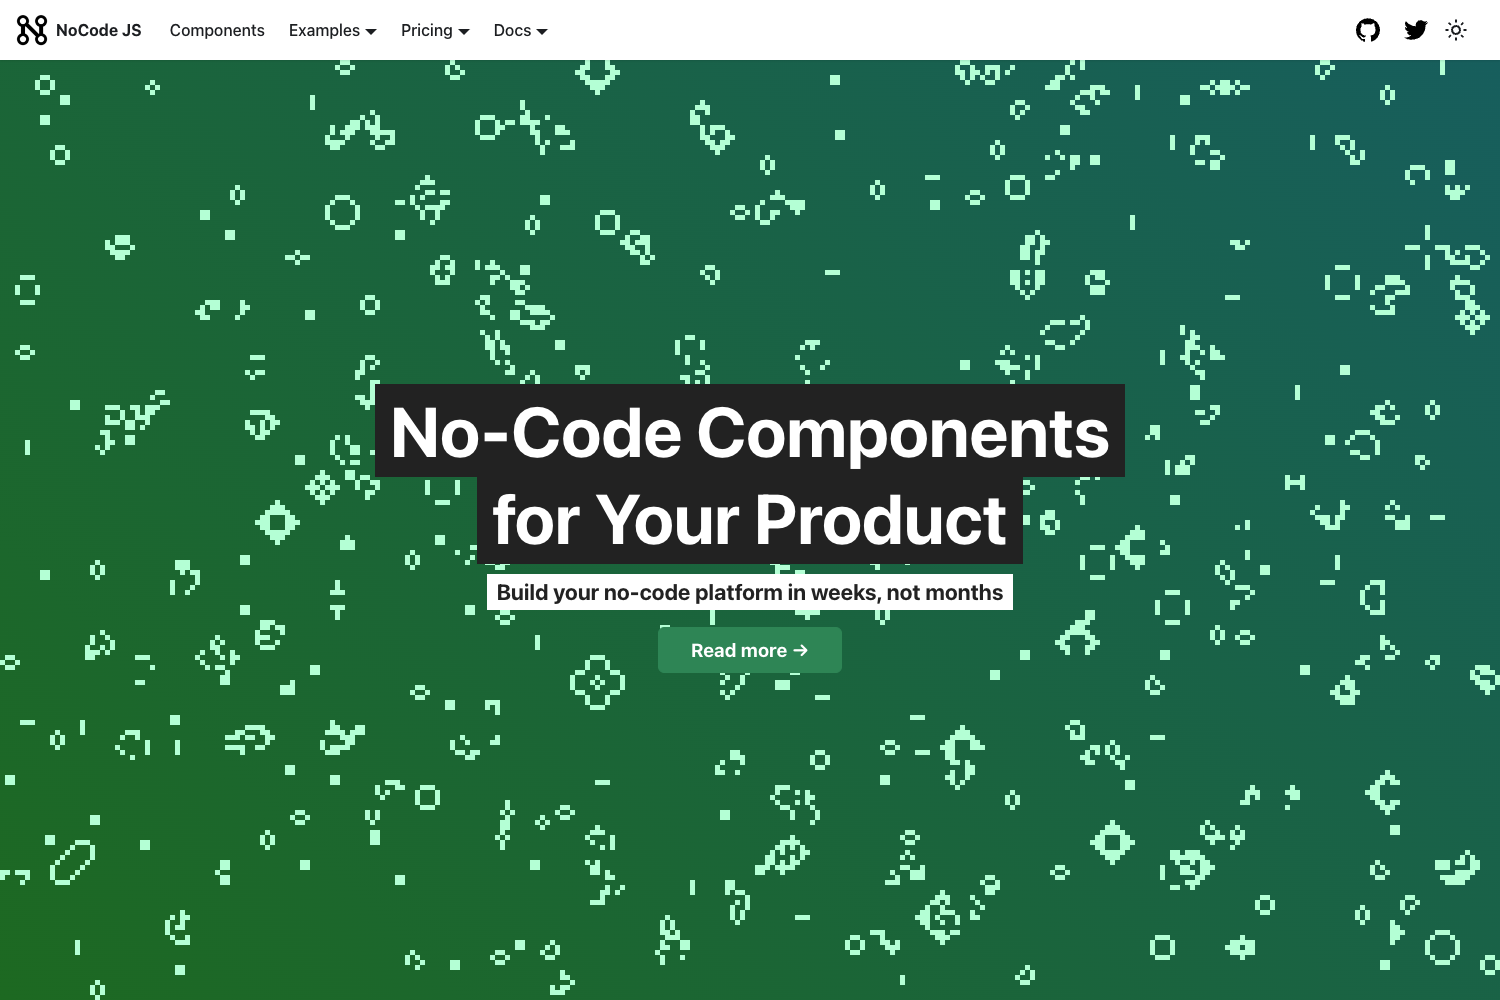 NoCode JS
Components
Examples
Pricing
Docs
No-Code Components
for Your Product
Build your no-code platform in weeks, not months
Read more →